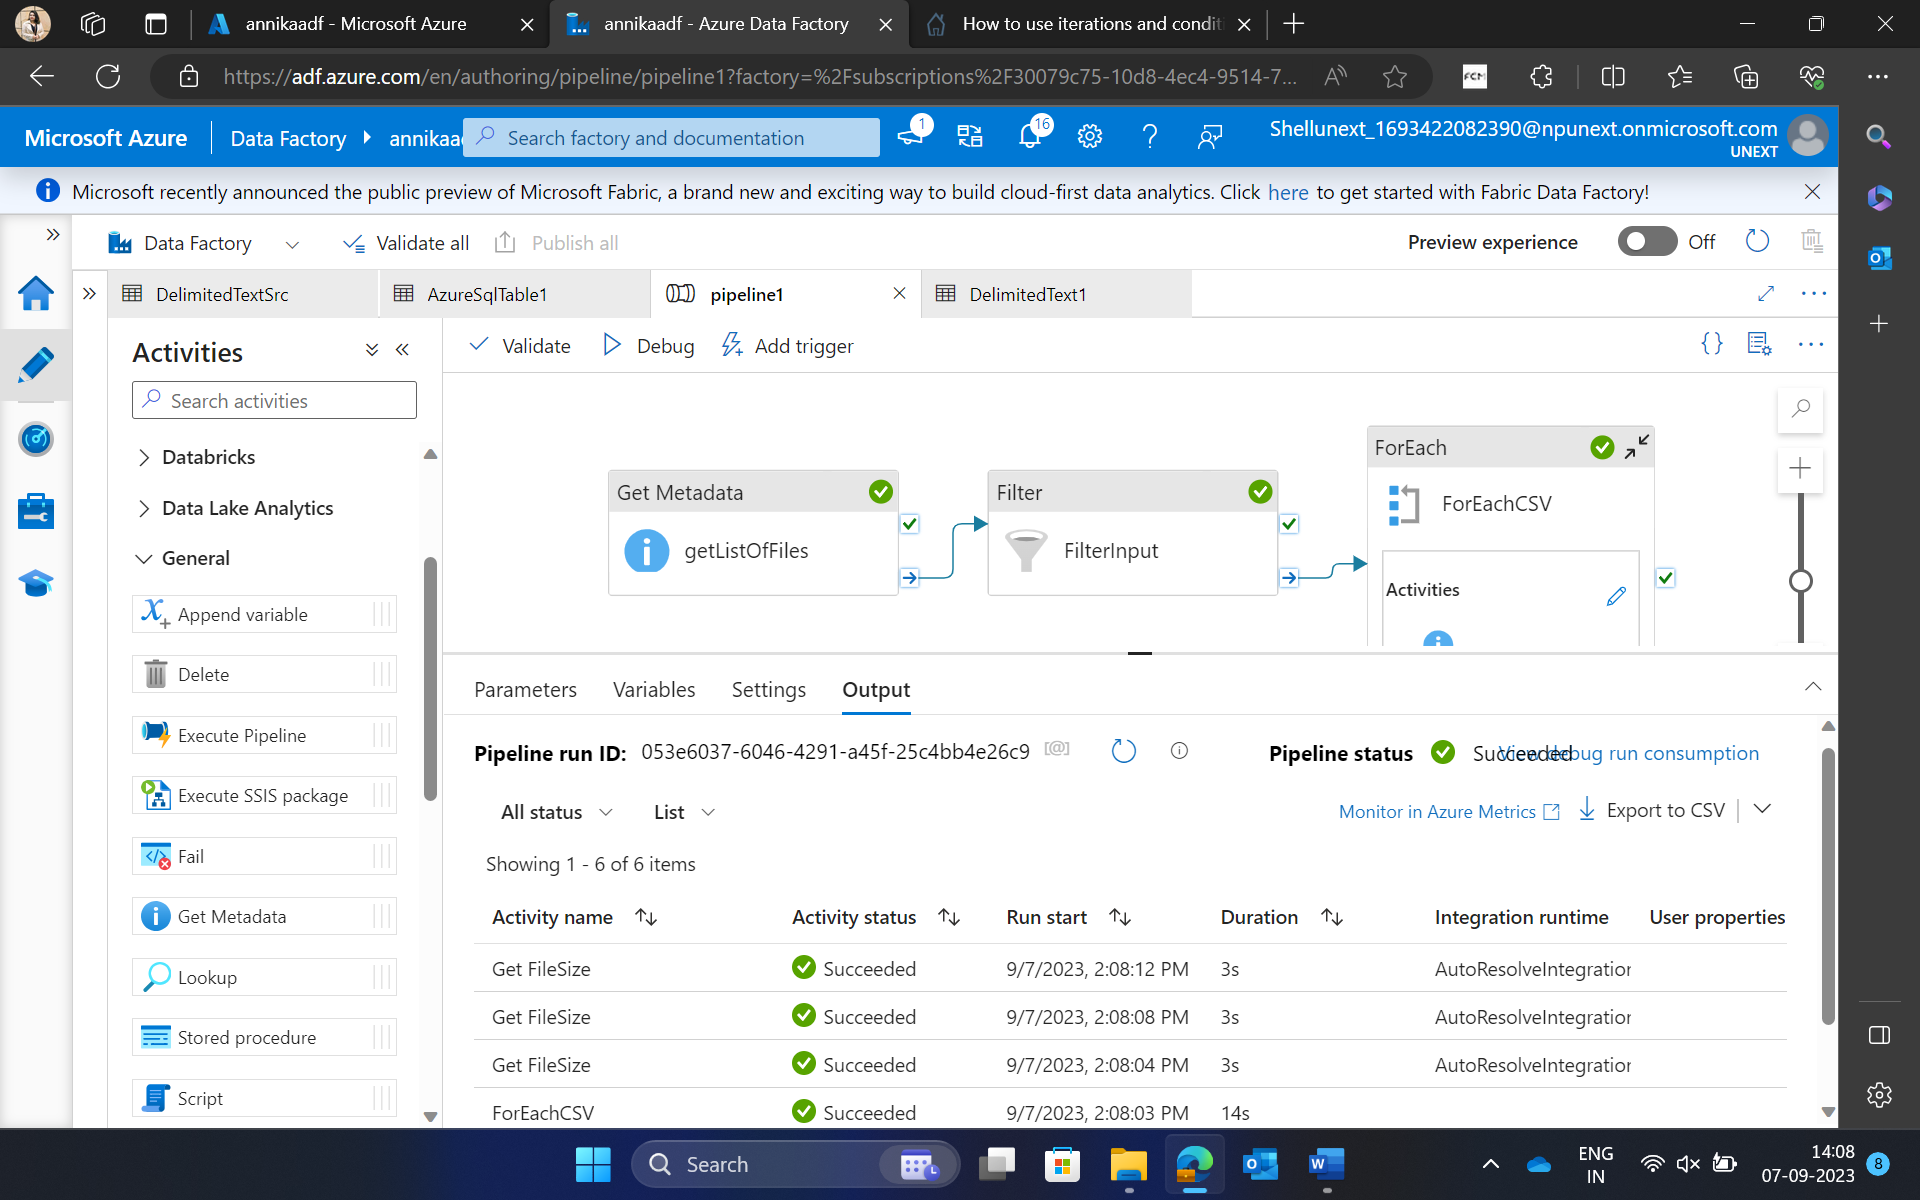 annikaadf - Microsoft Azure
annikaadf - Azure Data Factory
How to use iterations and condit
https://adf.azure.com/en/authoring/pipeline/pipeline1?factory=%2Fsubscriptions%2F30079c75-10d8-4ec4-9514-7...
FCM
Microsoft Azure
Data Factory
annikaa
Search factory and documentation
1
16
Shellunext_1693422082390@npunext.onmicrosoft.com
UNEXT
Microsoft recently announced the public preview of Microsoft Fabric, a brand new and exciting way to build cloud-first data analytics. Click here to get started with Fabric Data Factory!
Data Factory
Validate all
Publish all
Preview experience
Off
DelimitedTextSrc
AzureSqlTable1
pipeline1
DelimitedText1
Activities
Search activities
Databricks
Data Lake Analytics
General
Append variable
Delete
Execute Pipeline
Execute SSIS package
Fail
Get Metadata
Lookup
Stored procedure
Script
Validate
Debug
Add trigger
Get Metadata
getListOfFiles
Filter
FilterInput
ForEach
ForEachCSV
Activities
Parameters
Variables
Settings
Output
Pipeline run ID: 053e6037-6046-4291-a45f-25c4bb4e26c9
Pipeline status
Succeeded
View debug run consumption
All status
List
Monitor in Azure Metrics
Export to CSV
Showing 1 - 6 of 6 items
Activity name Activity status Run start Duration Integration runtime User properties
Get FileSize Succeeded 9/7/2023, 2:08:12 PM 3s AutoResolveIntegration
Get FileSize Succeeded 9/7/2023, 2:08:08 PM 3s AutoResolveIntegration
Get FileSize Succeeded 9/7/2023, 2:08:04 PM 3s AutoResolveIntegration
ForEachCSV Succeeded 9/7/2023, 2:08:03 PM 14s
Search
ENG
IN
14:08
07-09-2023
8